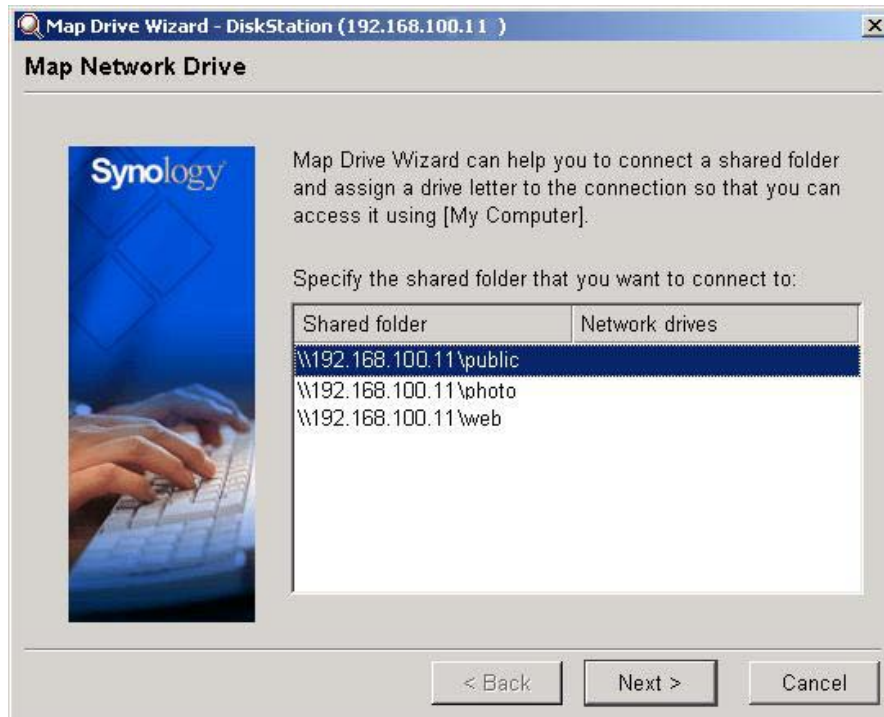 Map Drive Wizard - DiskStation (192.168.100.11 )
Map Network Drive
Synology
Map Drive Wizard can help you to connect a shared folder
and assign a drive letter to the connection so that you can
access it using [My Computer].
Specify the shared folder that you want to connect to:
Shared folder Network drives
\\192.168.100.11\public
\\192.168.100.11\photo
\\192.168.100.11\web
< Back Next > Cancel